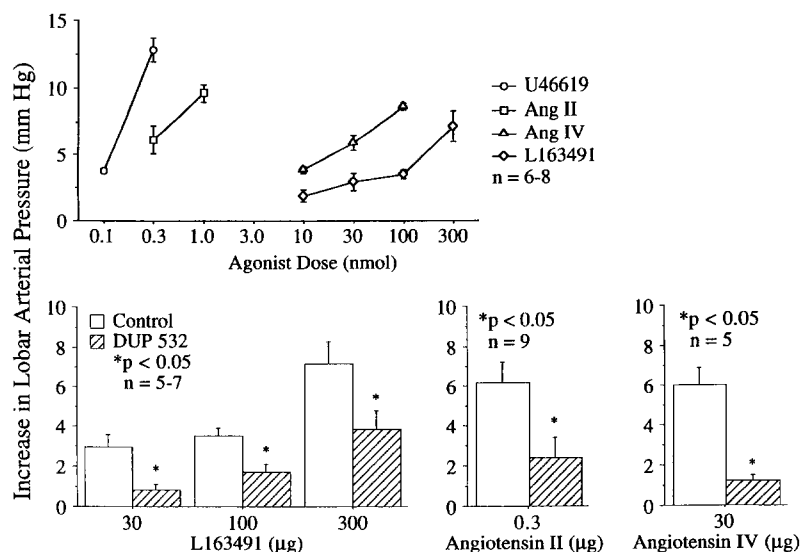 Increase in Lobar Arterial Pressure (mm Hg)
15
10
5
0
0.1 0.3 1.0 3.0 10 30 100 300
Agonist Dose (nmol)
U46619
Ang II
Ang IV
L163491
n = 6-8
10
8
6
4
2
0
Control
DUP 532
*p < 0.05
n = 5-7
*
*
*
30 100 300
L163491 (μg)
10
8
6
4
2
0
*p < 0.05
n = 9
*
0.3
Angiotensin II (μg)
10
8
6
4
2
0
*p < 0.05
n = 5
*
30
Angiotensin IV (μg)